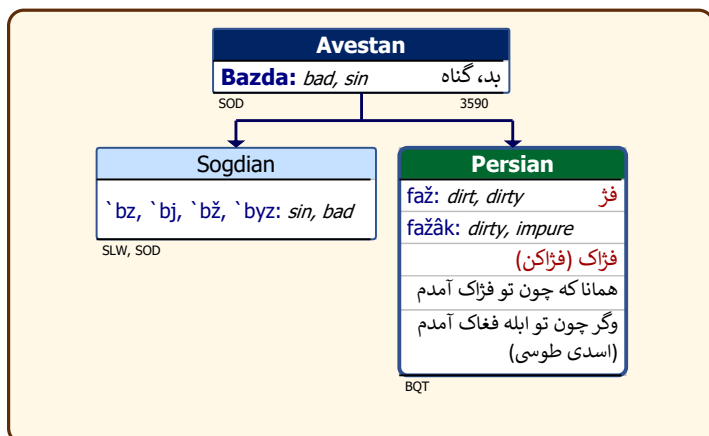 Avestan
Bazda: bad, sin بد، گناه
SOD 3590
Sogdian
`bz, `bj, `bž, `byz: sin, bad
SLW, SOD
Persian
faž: dirt, dirty فژ
fažâk: dirty, impure
فژاک (فژاکن)
همانا که چون تو فژاک آمدم
وگر چون تو ابله فغاک آمدم
(اسدی طوسی)
BQT